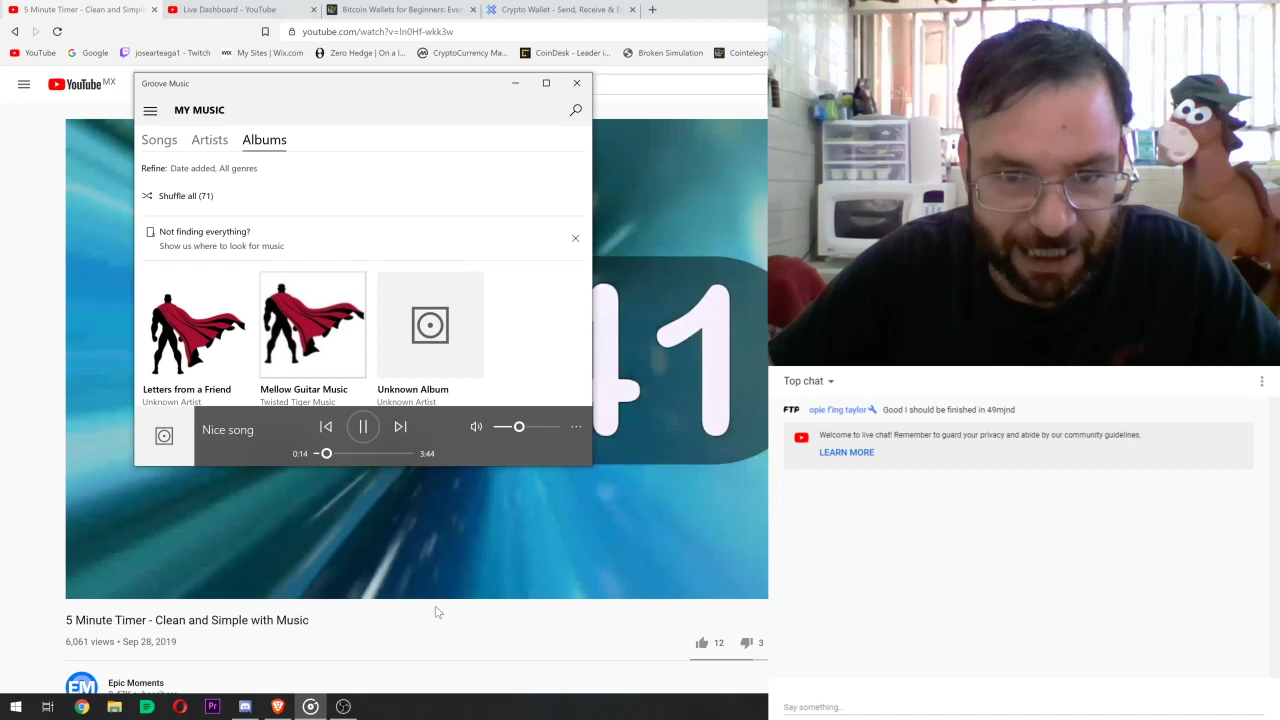 5 Minute Timer - Clean and Simple
Live Dashboard - YouTube
Bitcoin Wallets for Beginners: Ever
Crypto Wallet - Send, Receive & E
youtube.com/watch?v=In0Hf-wkk3w
YouTube
Google
josearteaga1 - Twitch
WIX
My Sites | Wix.com
Zero Hedge | On a l...
CryptoCurrency Ma...
CoinDesk - Leader i...
Broken Simulation
Cointeleg
YouTube MX
Groove Music
MY MUSIC
Songs
Artists
Albums
Refine: Date added, All genres
Shuffle all (71)
Not finding everything?
Show us where to look for music
Letters from a Friend
Unknown Artist
Mellow Guitar Music
Twisted Tiger Music
Unknown Album
Unknown Artist
Nice song
0:14
3:44
41
5 Minute Timer - Clean and Simple with Music
6,061 views • Sep 28, 2019
12
3
EM
Epic Moments
Pr
Top chat
FTP
opie f'ing taylor
Good I should be finished in 49mjnd
Welcome to live chat! Remember to guard your privacy and abide by our community guidelines.
LEARN MORE
Say something...